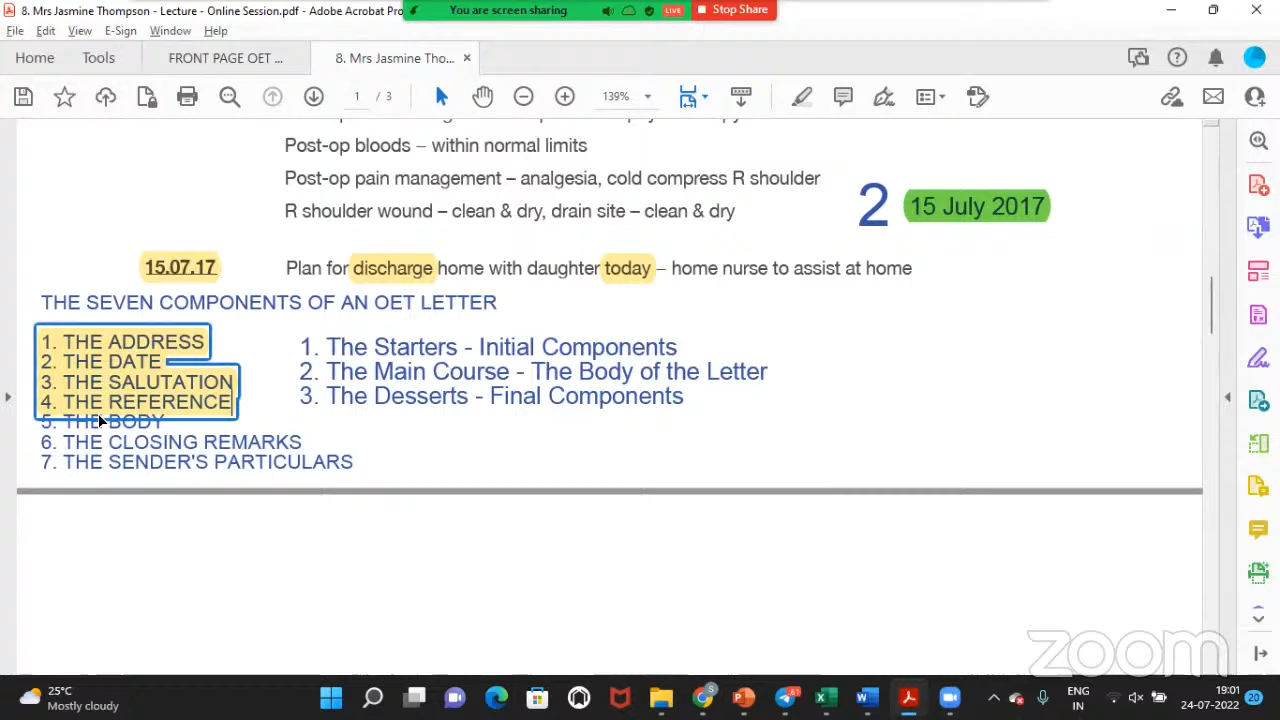 8. Mrs Jasmine Thompson - Lecture - Online Session.pdf - Adobe Acrobat Pro
You are screen sharing
LIVE
Stop Share
File Edit View E-Sign Window Help
Home Tools FRONT PAGE OET ... 8. Mrs Jasmine Tho... ×
1 / 3 139%
Post-op bloods – within normal limits
Post-op pain management – analgesia, cold compress R shoulder
R shoulder wound – clean & dry, drain site – clean & dry
2 15 July 2017
15.07.17 Plan for discharge home with daughter today – home nurse to assist at home
THE SEVEN COMPONENTS OF AN OET LETTER
1. THE ADDRESS
2. THE DATE
3. THE SALUTATION
4. THE REFERENCE
5. THE BODY
6. THE CLOSING REMARKS
7. THE SENDER'S PARTICULARS
1. The Starters - Initial Components
2. The Main Course - The Body of the Letter
3. The Desserts - Final Components
zoom
25°C
Mostly cloudy
ENG
IN
19:01
24-07-2022
20